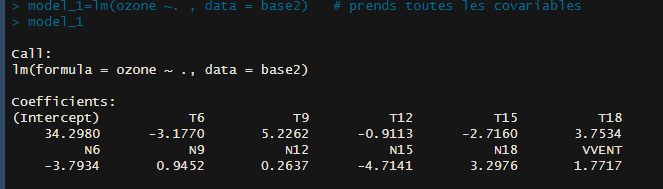 > model_1=lm(ozone ~. , data = base2)   # prends toutes les covariables
> model_1
Call:
lm(formula = ozone ~ ., data = base2)
Coefficients:
(Intercept)           T6           T9          T12          T15          T18
    34.2980      -3.1770       5.2262      -0.9113      -2.7160       3.7534
         N6           N9          N12          N15          N18        VVENT
    -3.7934       0.9452       0.2637      -4.7141       3.2976       1.7717